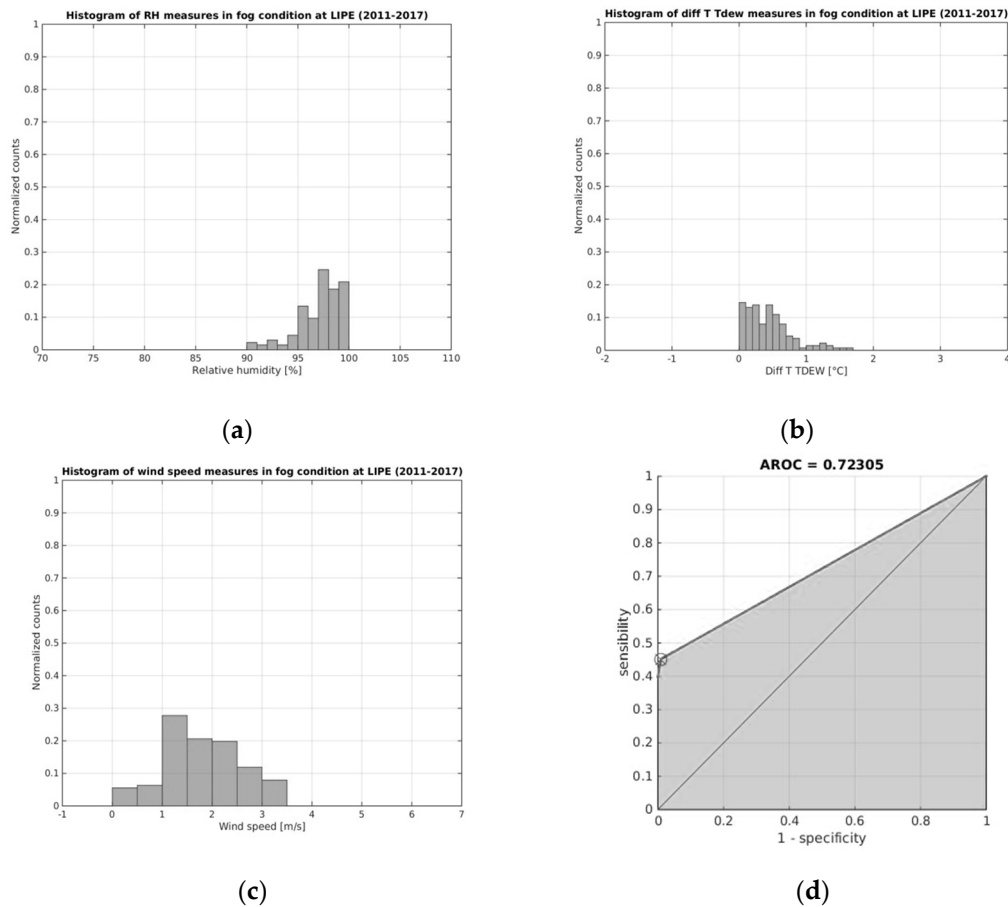 Histogram of RH measures in fog condition at LIPE (2011-2017)
1
0.9
0.8
0.7
0.6
0.5
0.4
0.3
0.2
0.1
0
Normalized counts
70 75 80 85 90 95 100 105 110
Relative humidity [%]
(a)
Histogram of diff T Tdew measures in fog condition at LIPE (2011-2017)
1
0.9
0.8
0.7
0.6
0.5
0.4
0.3
0.2
0.1
0
Normalized counts
-2 -1 0 1 2 3 4
Diff T TDEW [°C]
(b)
Histogram of wind speed measures in fog condition at LIPE (2011-2017)
1
0.9
0.8
0.7
0.6
0.5
0.4
0.3
0.2
0.1
0
Normalized counts
-1 0 1 2 3 4 5 6 7
Wind speed [m/s]
(c)
AROC = 0.72305
1
0.9
0.8
0.7
0.6
0.5
0.4
0.3
0.2
0.1
0
sensibility
0 0.2 0.4 0.6 0.8 1
1 - specificity
(d)